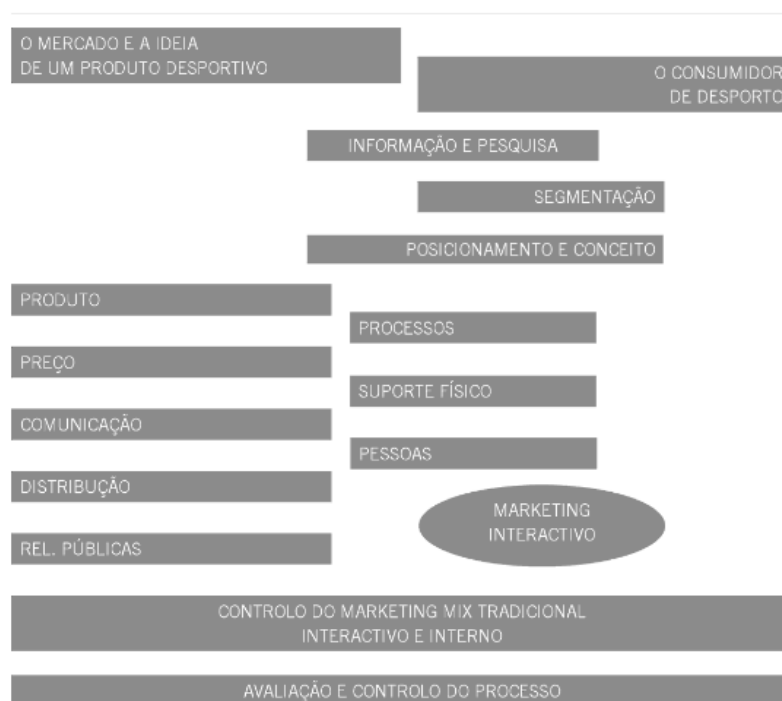 O MERCADO E A IDEIA
DE UM PRODUTO DESPORTIVO
O CONSUMIDOR
DE DESPORTO
INFORMAÇÃO E PESQUISA
SEGMENTAÇÃO
POSICIONAMENTO E CONCEITO
PRODUTO
PROCESSOS
PREÇO
SUPORTE FÍSICO
COMUNICAÇÃO
PESSOAS
DISTRIBUÇÃO
MARKETING
INTERACTIVO
REL. PÚBLICAS
CONTROLO DO MARKETING MIX TRADICIONAL
INTERACTIVO E INTERNO
AVALIAÇÃO E CONTROLO DO PROCESSO